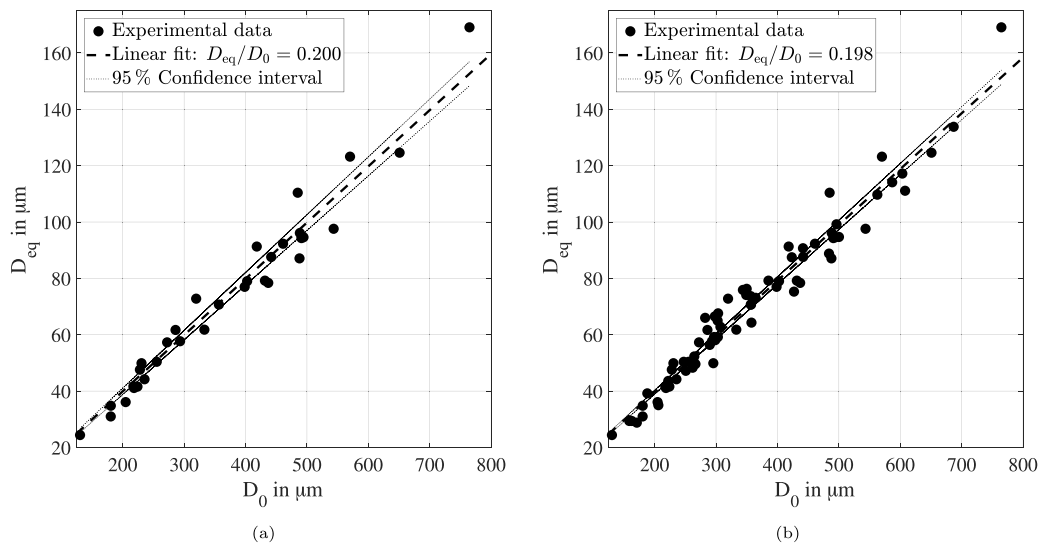 Experimental data
Linear fit: D_eq/D_0 = 0.200
95 % Confidence interval
160
140
120
100
80
60
40
20
D_eq in µm
200 300 400 500 600 700 800
D_0 in µm
(a)
Experimental data
Linear fit: D_eq/D_0 = 0.198
95 % Confidence interval
160
140
120
100
80
60
40
20
D_eq in µm
200 300 400 500 600 700 800
D_0 in µm
(b)